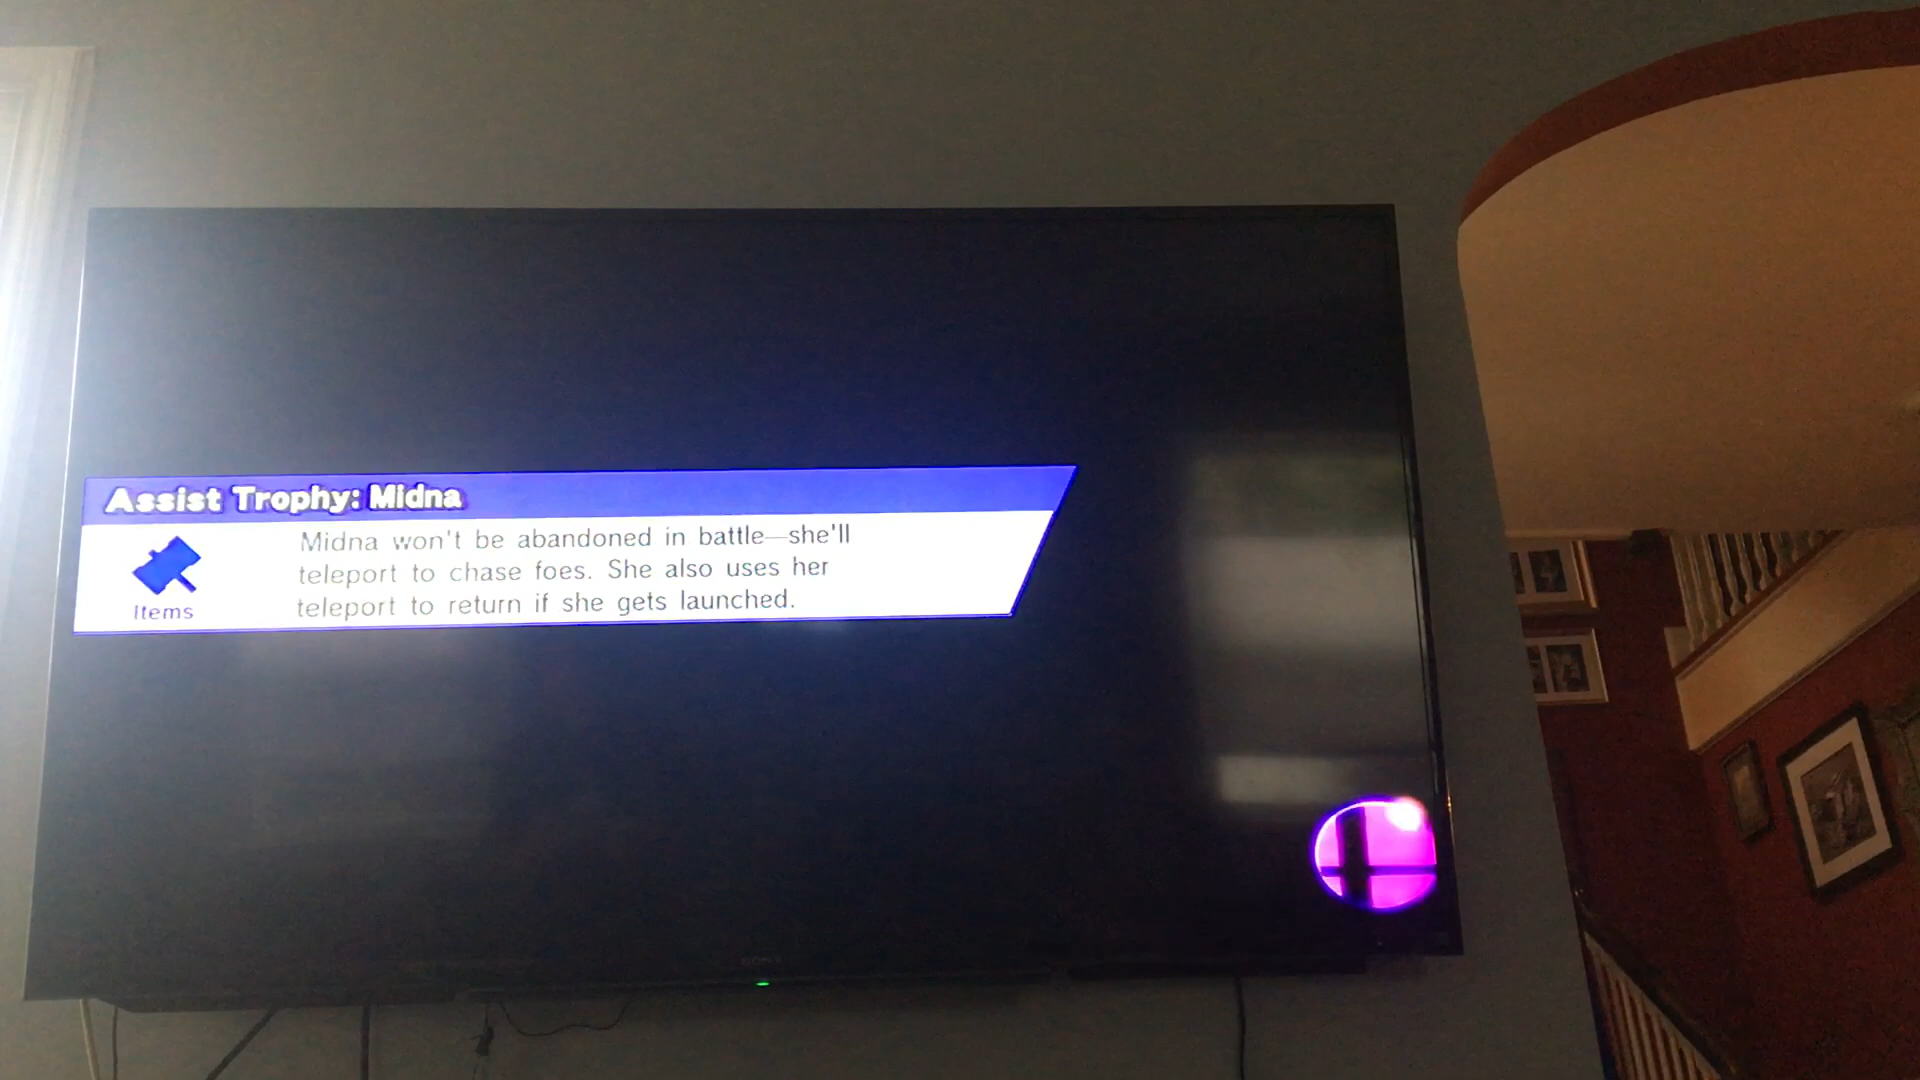 Assist Trophy: Midna
Midna won't be abandoned in battle—she'll
teleport to chase foes. She also uses her
teleport to return if she gets launched.
Items
SONY